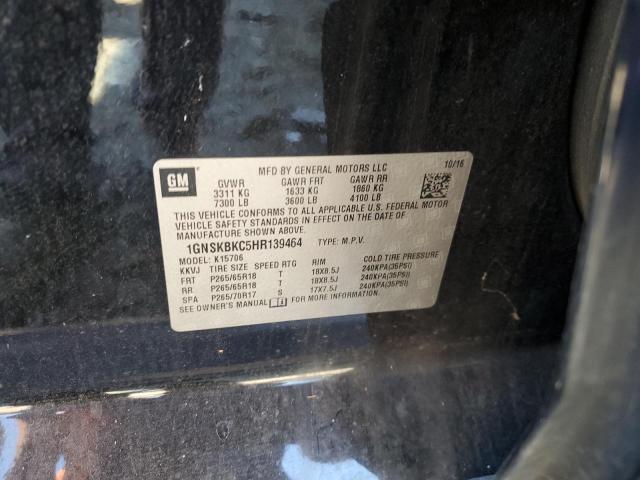 GM
MFD BY GENERAL MOTORS LLC 10/16
GVWR GAWR FRT GAWR RR
3311 KG 1633 KG 1860 KG
7300 LB 3600 LB 4100 LB
THIS VEHICLE CONFORMS TO ALL APPLICABLE U.S. FEDERAL MOTOR
VEHICLE SAFETY STANDARDS IN EFFECT ON THE DATE OF
MANUFACTURE SHOWN ABOVE.
1GNSKBKC5HR139464 TYPE: M.P.V.
MODEL: K15706
KKVJ TIRE SIZE SPEED RTG RIM COLD TIRE PRESSURE
FRT P265/65R18 T 18X8.5J 240KPA(35PSI)
RR P265/65R18 T 18X8.5J 240KPA(35PSI)
SPA P265/70R17 S 17X7.5J 240KPA(35PSI)
SEE OWNER'S MANUAL FOR MORE INFORMATION.